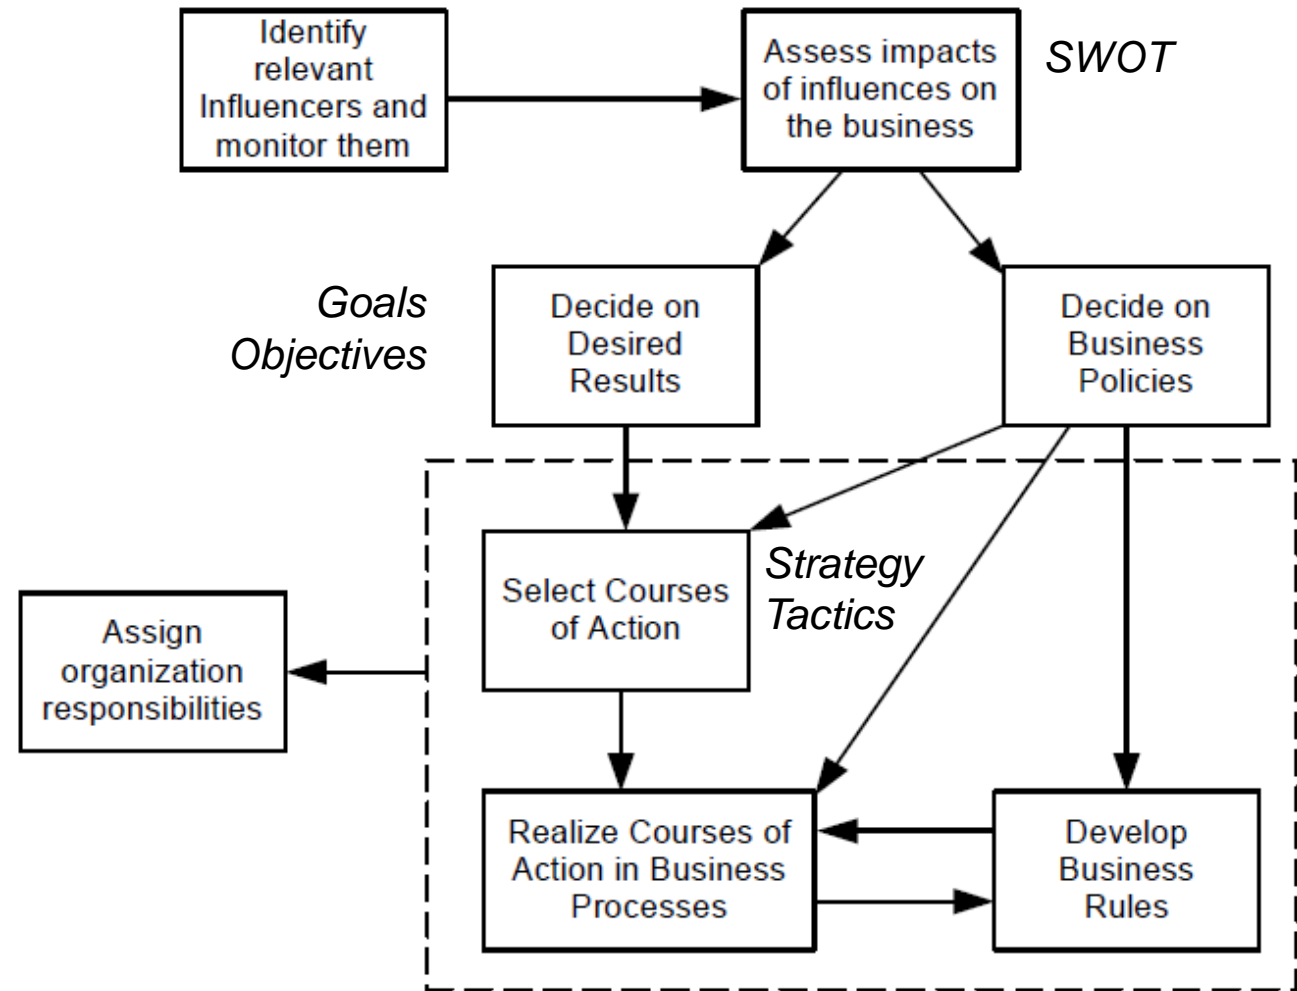 Identify
relevant
Influencers and
monitor them
Assess impacts
of influences on
the business
SWOT
Goals
Objectives
Decide on
Desired
Results
Decide on
Business
Policies
Select Courses
of Action
Strategy
Tactics
Assign
organization
responsibilities
Realize Courses of
Action in Business
Processes
Develop
Business
Rules